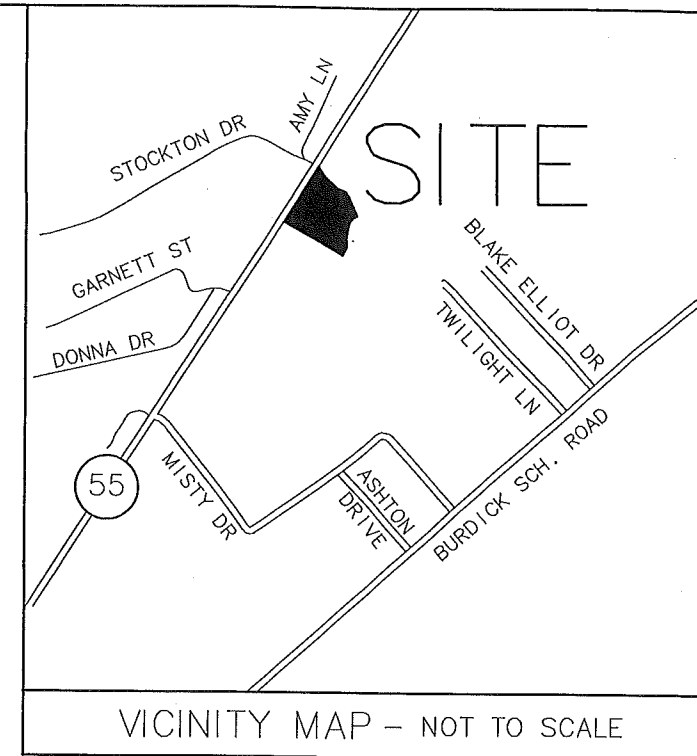 AMY LN
STOCKTON DR
SITE
GARNETT ST
BLAKE ELLIOT DR
TWILIGHT LN
DONNA DR
55
MISTY DR
ASHTON
DRIVE
BURDICK SCH. ROAD
VICINITY MAP - NOT TO SCALE